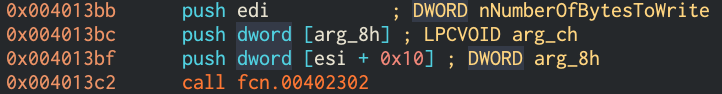 0x004013bb push edi ; DWORD nNumberOfBytesToWrite
0x004013bc push dword [arg_8h] ; LPCVOID arg_ch
0x004013bf push dword [esi + 0x10] ; DWORD arg_8h
0x004013c2 call fcn.00402302